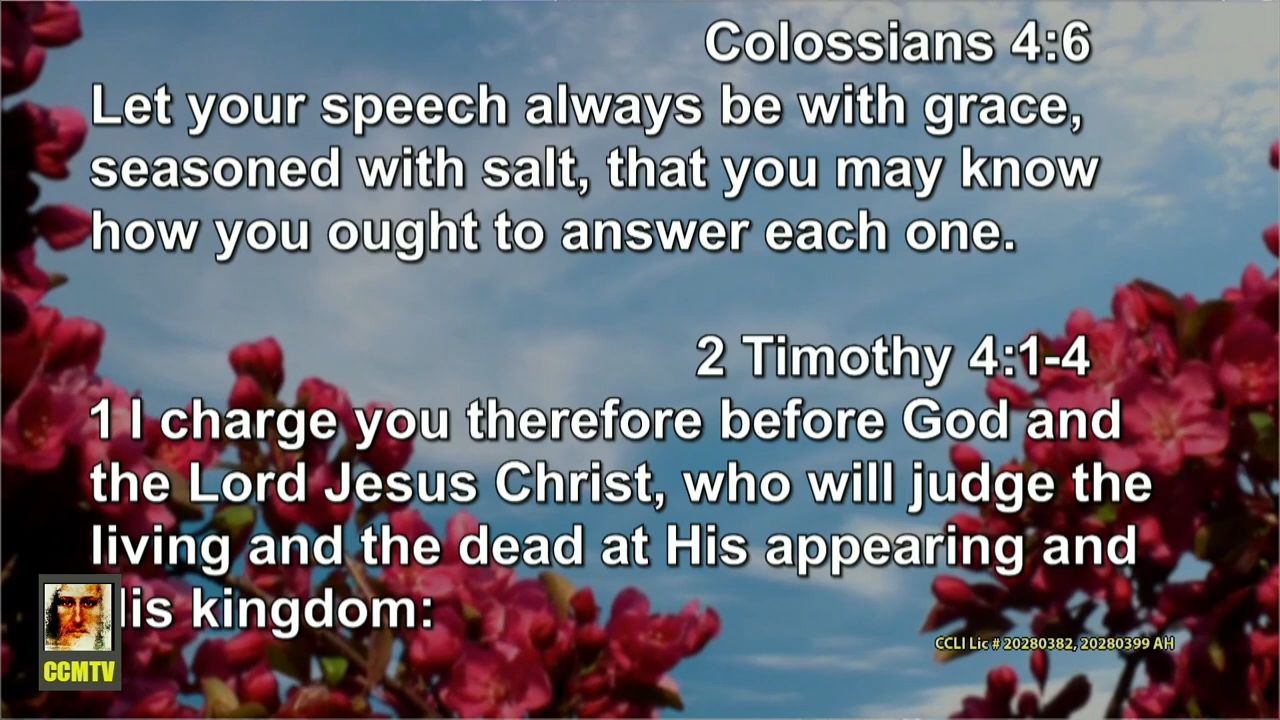 Colossians 4:6
Let your speech always be with grace,
seasoned with salt, that you may know
how you ought to answer each one.
2 Timothy 4:1-4
1 I charge you therefore before God and
the Lord Jesus Christ, who will judge the
living and the dead at His appearing and
His kingdom:
CCLI Lic # 20280382, 20280399 AH
CCMTV